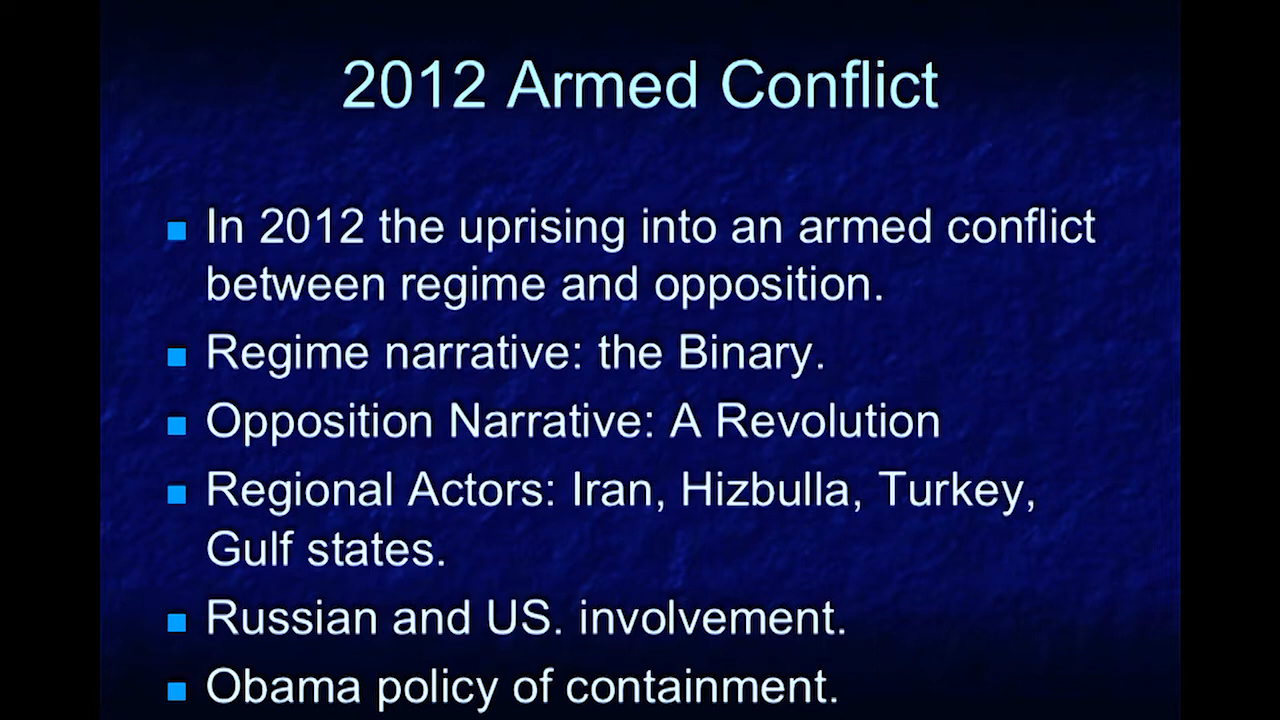 2012 Armed Conflict
In 2012 the uprising into an armed conflict
between regime and opposition.
Regime narrative: the Binary.
Opposition Narrative: A Revolution
Regional Actors: Iran, Hizbulla, Turkey,
Gulf states.
Russian and US. involvement.
Obama policy of containment.